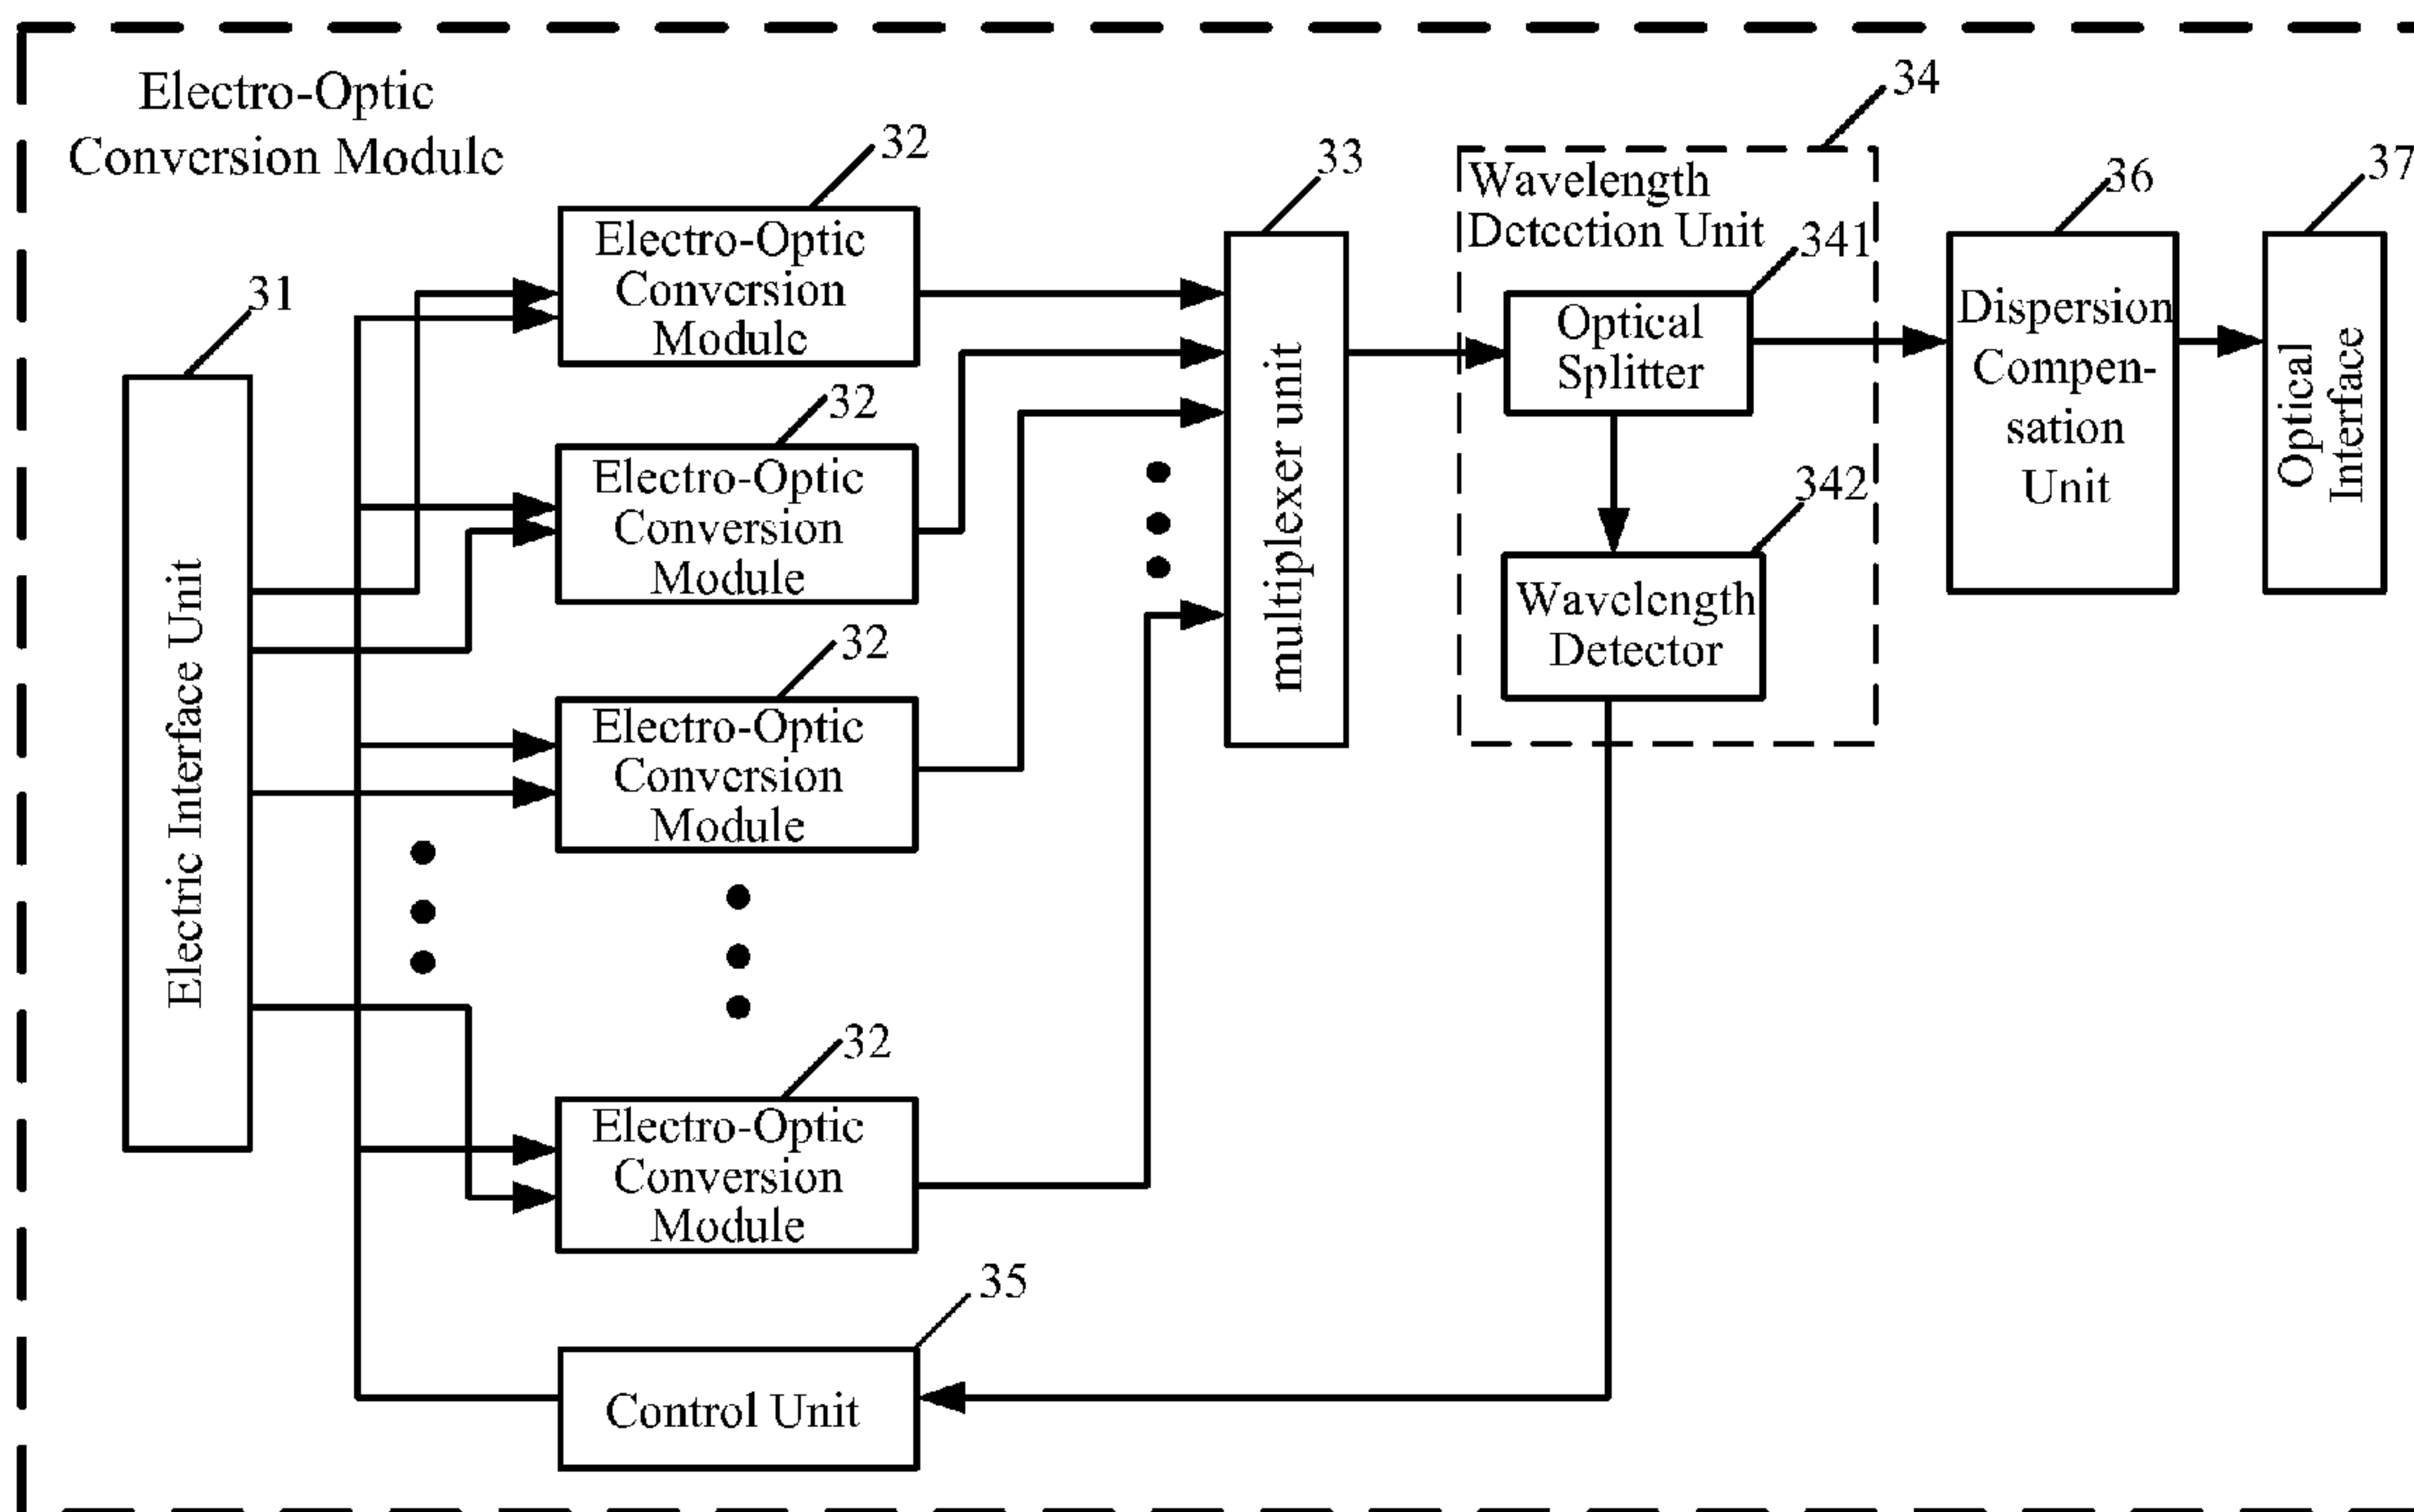 Electro-Optic
Conversion Module
31
Electric Interface Unit
32
Electro-Optic
Conversion
Module
32
Electro-Optic
Conversion
Module
32
Electro-Optic
Conversion
Module
32
Electro-Optic
Conversion
Module
35
Control Unit
33
multiplexer unit
34
Wavelength
Detection Unit
341
Optical
Splitter
342
Wavelength
Detector
36
Dispersion
Compen-
sation
Unit
37
Optical
Interface